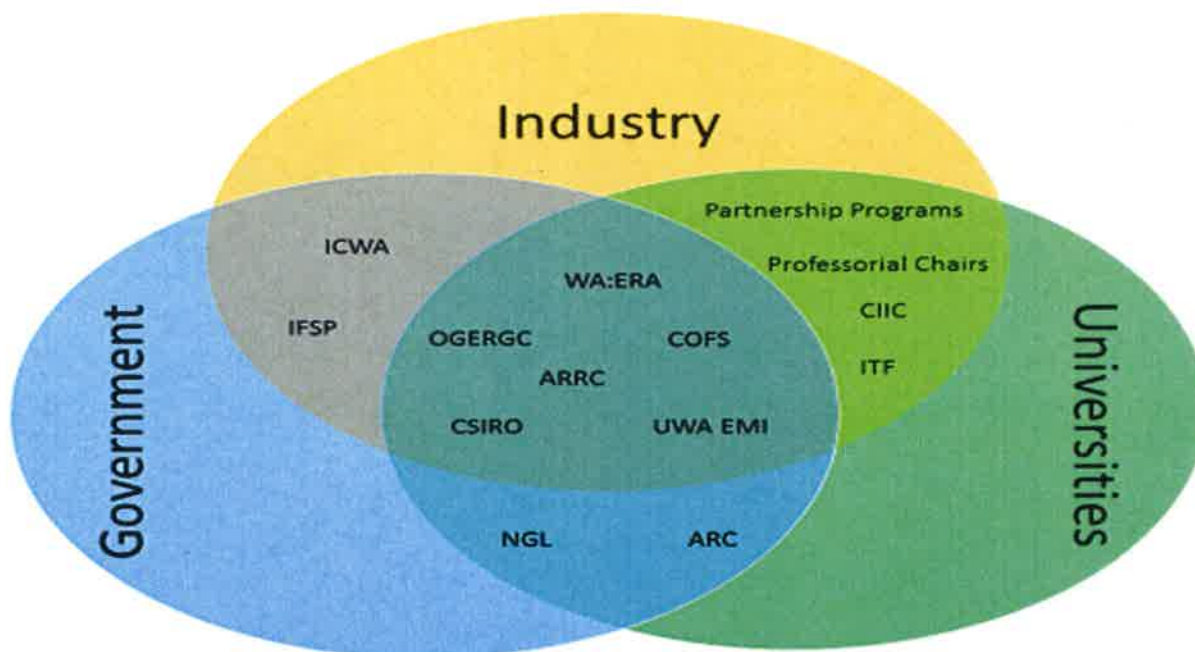 Industry
Partnership Programs
ICWA
Professorial Chairs
WA:ERA
CIIC
IFSP
OGERGC
COFS
ITF
ARRC
CSIRO
UWA EMI
Government
Universities
NGL
ARC